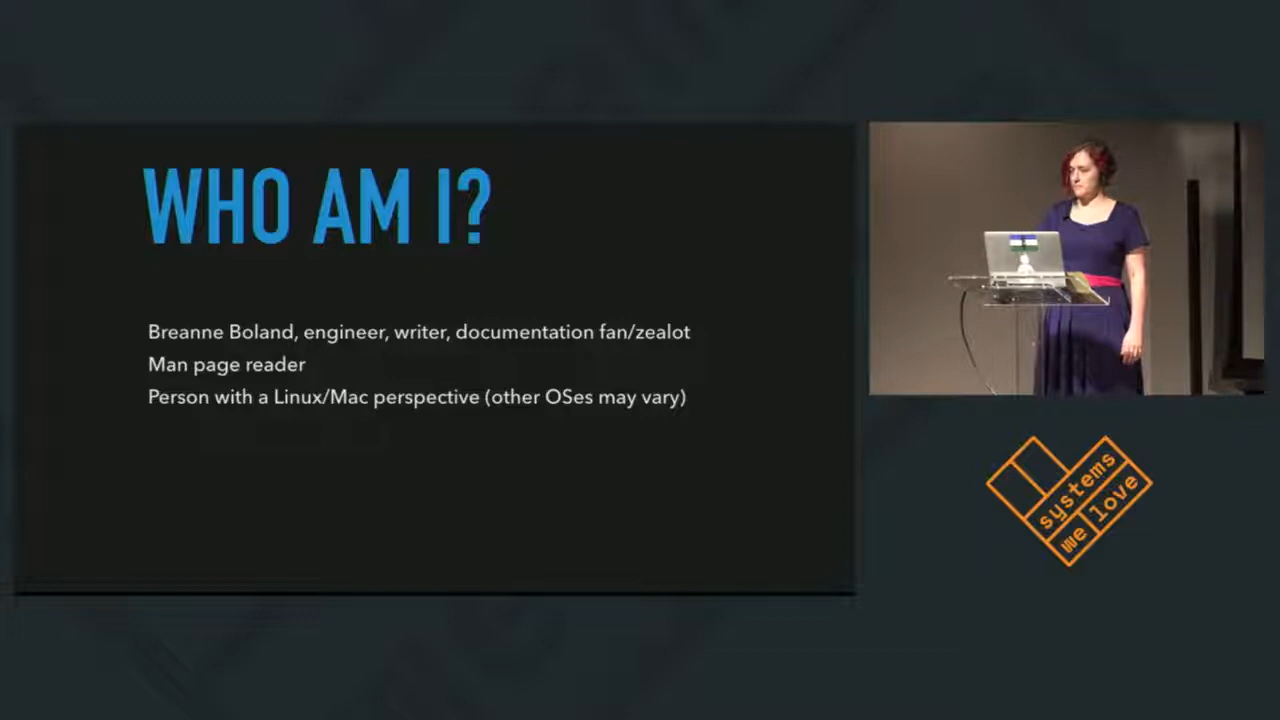 WHO AM I?
Breanne Boland, engineer, writer, documentation fan/zealot
Man page reader
Person with a Linux/Mac perspective (other OSes may vary)
systems
we love